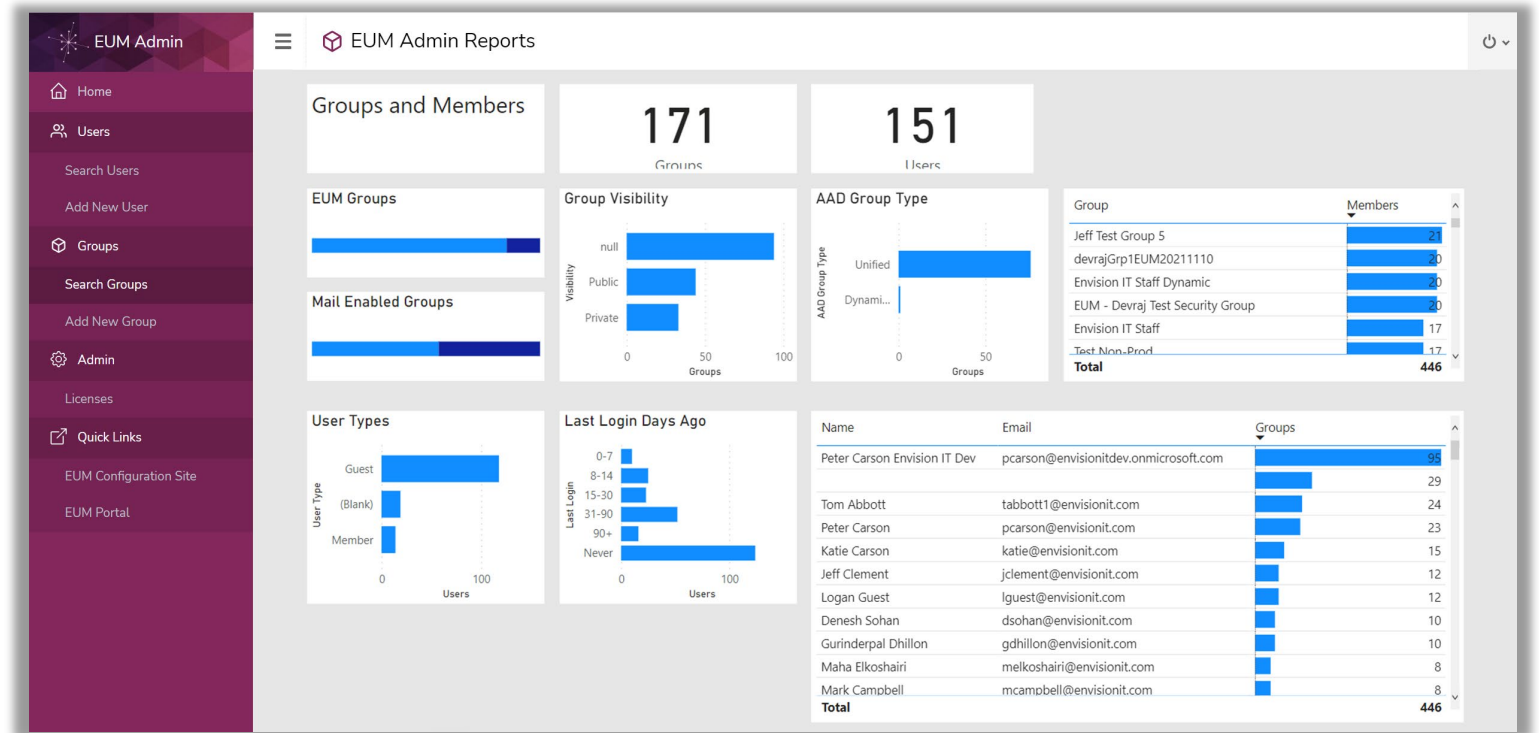 EUM Admin
EUM Admin Reports
Home
Users
Search Users
Add New User
Groups
Search Groups
Add New Group
Admin
Licenses
Quick Links
EUM Configuration Site
EUM Portal
Groups and Members
171
Groups
151
Users
EUM Groups
Mail Enabled Groups
Group Visibility
Visibility
null
Public
Private
0 50 100
Groups
AAD Group Type
AAD Group Type
Unified
Dynami...
0 50
Groups
Group Members
Jeff Test Group 5 21
devrajGrp1EUM20211110 20
Envision IT Staff Dynamic 20
EUM - Devraj Test Security Group 20
Envision IT Staff 17
Test Non-Prod 17
Total 446
User Types
User Type
Guest
(Blank)
Member
0 100
Users
Last Login Days Ago
Last Login
0-7
8-14
15-30
31-90
90+
Never
0 100
Users
Name Email Groups
Peter Carson Envision IT Dev pcarson@envisionitdev.onmicrosoft.com 95
29
Tom Abbott tabbott1@envisionit.com 24
Peter Carson pcarson@envisionit.com 23
Katie Carson katie@envisionit.com 15
Jeff Clement jclement@envisionit.com 12
Logan Guest lguest@envisionit.com 12
Denesh Sohan dsohan@envisionit.com 10
Gurinderpal Dhillon gdhillon@envisionit.com 10
Maha Elkoshairi melkoshairi@envisionit.com 8
Mark Campbell mcampbell@envisionit.com 8
Total 446